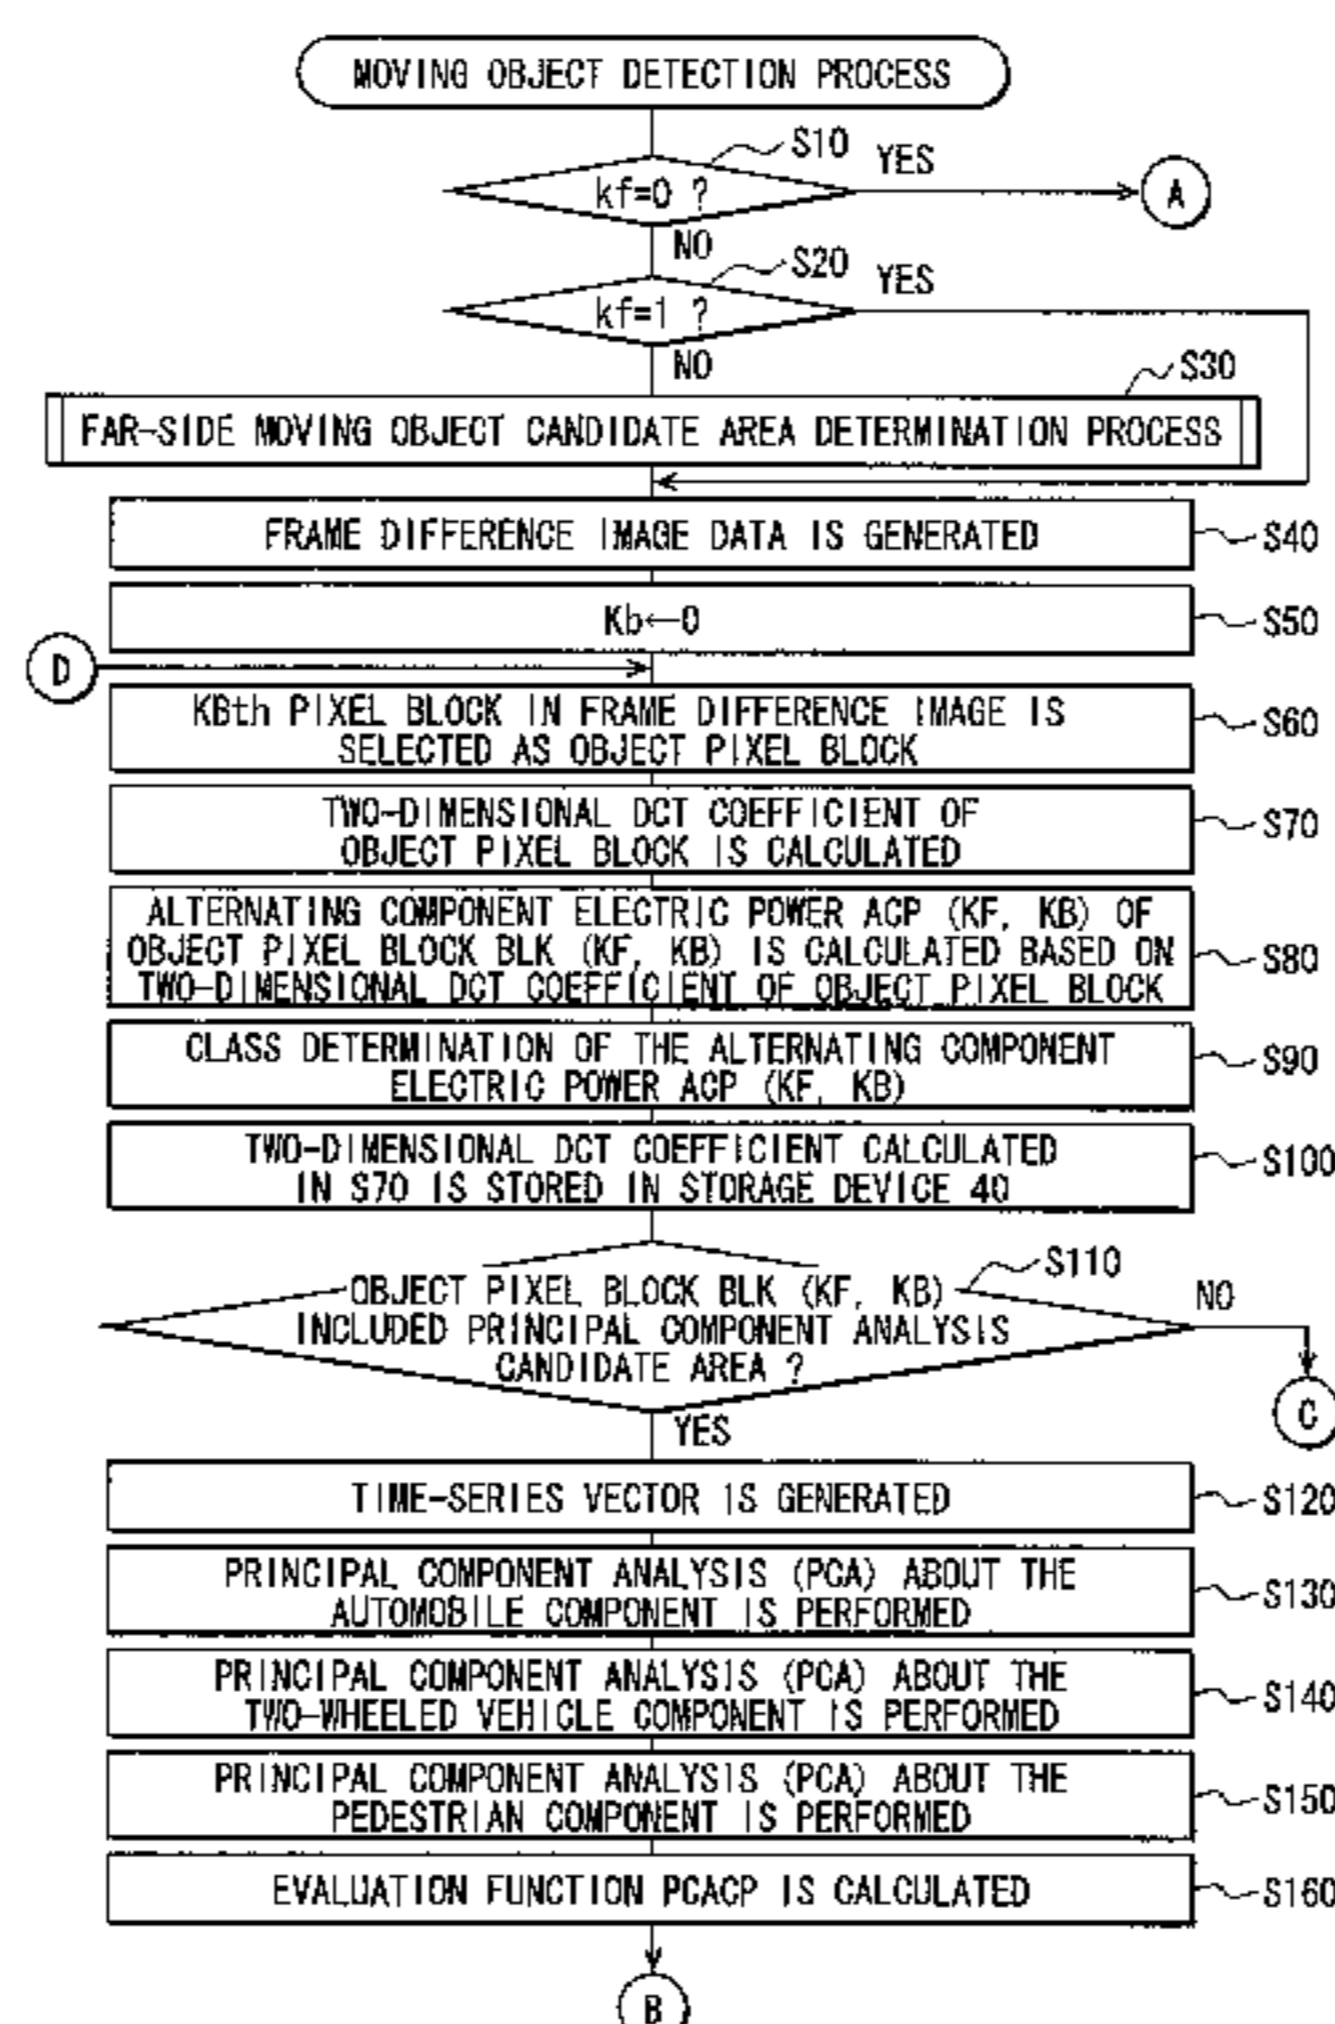 MOVING OBJECT DETECTION PROCESS
S10
YES
kf=0 ?
A
NO
S20
YES
kf=1 ?
NO
S30
FAR-SIDE MOVING OBJECT CANDIDATE AREA DETERMINATION PROCESS
FRAME DIFFERENCE IMAGE DATA IS GENERATED
S40
Kb←0
S50
D
KBth PIXEL BLOCK IN FRAME DIFFERENCE IMAGE IS
SELECTED AS OBJECT PIXEL BLOCK
S60
TWO-DIMENSIONAL DCT COEFFICIENT OF
OBJECT PIXEL BLOCK IS CALCULATED
S70
ALTERNATING COMPONENT ELECTRIC POWER ACP (KF, KB) OF
OBJECT PIXEL BLOCK BLK (KF, KB) IS CALCULATED BASED ON
TWO-DIMENSIONAL DCT COEFFICIENT OF OBJECT PIXEL BLOCK
S80
CLASS DETERMINATION OF THE ALTERNATING COMPONENT
ELECTRIC POWER ACP (KF, KB)
S90
TWO-DIMENSIONAL DCT COEFFICIENT CALCULATED
IN S70 IS STORED IN STORAGE DEVICE 40
S100
S110
OBJECT PIXEL BLOCK BLK (KF, KB)
INCLUDED PRINCIPAL COMPONENT ANALYSIS
CANDIDATE AREA ?
NO
C
YES
TIME-SERIES VECTOR IS GENERATED
S120
PRINCIPAL COMPONENT ANALYSIS (PCA) ABOUT THE
AUTOMOBILE COMPONENT IS PERFORMED
S130
PRINCIPAL COMPONENT ANALYSIS (PCA) ABOUT THE
TWO-WHEELED VEHICLE COMPONENT IS PERFORMED
S140
PRINCIPAL COMPONENT ANALYSIS (PCA) ABOUT THE
PEDESTRIAN COMPONENT IS PERFORMED
S150
EVALUATION FUNCTION PCACP IS CALCULATED
S160
B